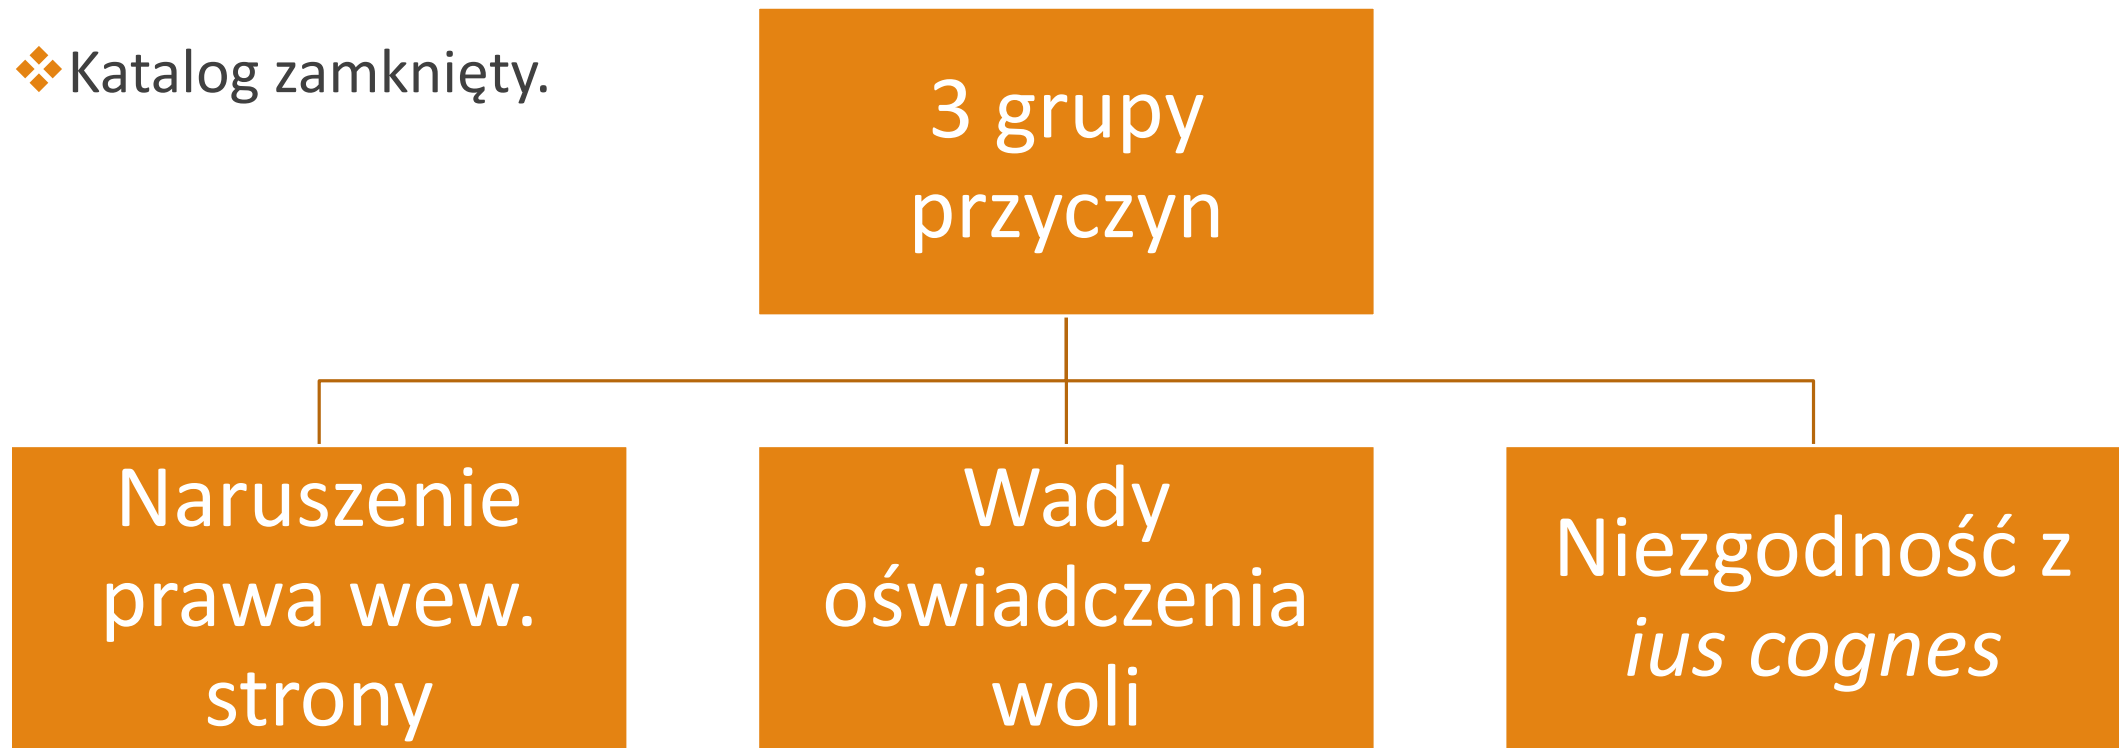 Katalog zamknięty.
3 grupy
przyczyn
Naruszenie
prawa wew.
strony
Wady
oświadczenia
woli
Niezgodność z
ius cognes